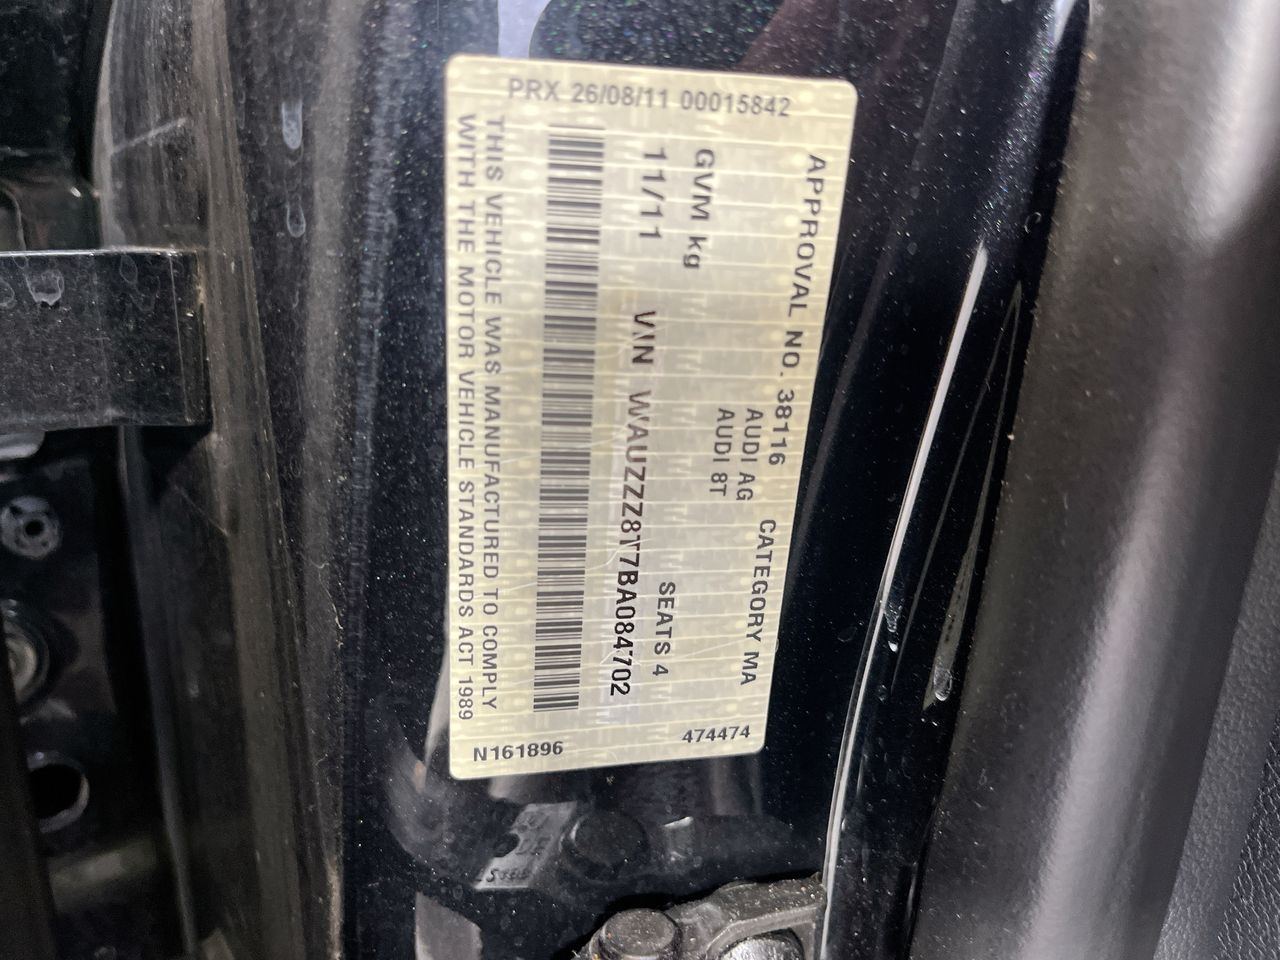 PRX 26/08/11 00015842
APPROVAL NO. 38116 CATEGORY MA
AUDI AG
AUDI 8T
GVM kg SEATS 4
11/11 VIN WAUZZZ8T7BA084702
THIS VEHICLE WAS MANUFACTURED TO COMPLY
WITH THE MOTOR VEHICLE STANDARDS ACT 1989
474474
N161896